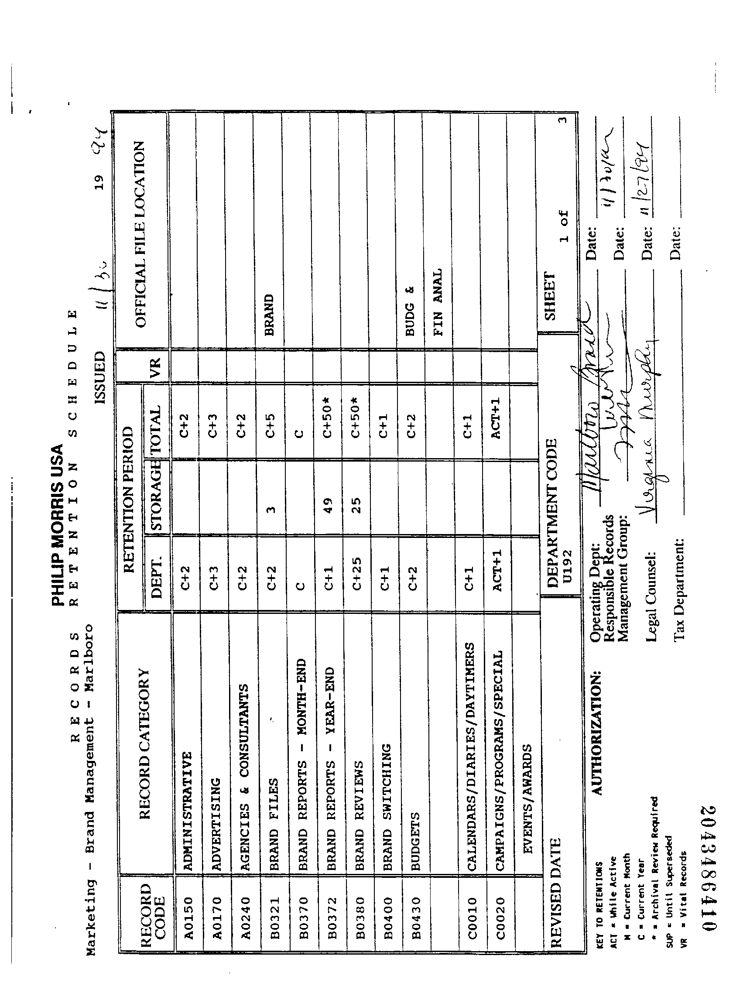 PHILIP MORRIS USA
RECORDS RETENTION SCHEDULE
Marketing - Brand Management - Marlboro ISSUED 11/30 19 94
RECORD CODE RECORD CATEGORY RETENTION PERIOD VR OFFICIAL FILE LOCATION
DEPT. STORAGE TOTAL
A0150 ADMINISTRATIVE C+2 C+2
A0170 ADVERTISING C+3 C+3
A0240 AGENCIES & CONSULTANTS C+2 C+2
B0321 BRAND FILES C+2 3 C+5 BRAND
B0370 BRAND REPORTS - MONTH-END C C
B0372 BRAND REPORTS - YEAR-END C+1 49 C+50*
B0380 BRAND REVIEWS C+25 25 C+50*
B0400 BRAND SWITCHING C+1 C+1
B0430 BUDGETS C+2 C+2 BUDG &
FIN ANAL
C0010 CALENDARS/DIARIES/DAYTIMERS C+1 C+1
C0020 CAMPAIGNS/PROGRAMS/SPECIAL ACT+1 ACT+1
EVENTS/AWARDS
REVISED DATE DEPARTMENT CODE SHEET
U192 1 of 3
KEY TO RETENTIONS
ACT = While Active
M = Current Month
C = Current Year
* = Archival Review Required
SUP = Until Superseded
VR = Vital Records
AUTHORIZATION:
Operating Dept: Marlboro Brand Date: 11/30/
Responsible Records
Management Group: Date:
Legal Counsel: Virginia Murphy Date: 11/27/94
Tax Department: Date:
2043486410